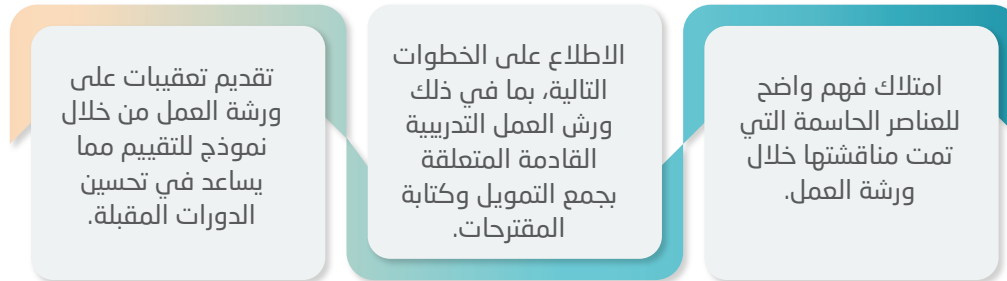 امتلاك فهم واضح
للعناصر الحاسمة التي
تمت مناقشتها خلال
ورشة العمل.
الاطلاع على الخطوات
التالية، بما في ذلك
ورش العمل التدريبية
القادمة المتعلقة
بجمع التمويل وكتابة
المقترحات.
تقديم تعقيبات على
ورشة العمل من خلال
نموذج للتقييم مما
يساعد في تحسين
الدورات المقبلة.